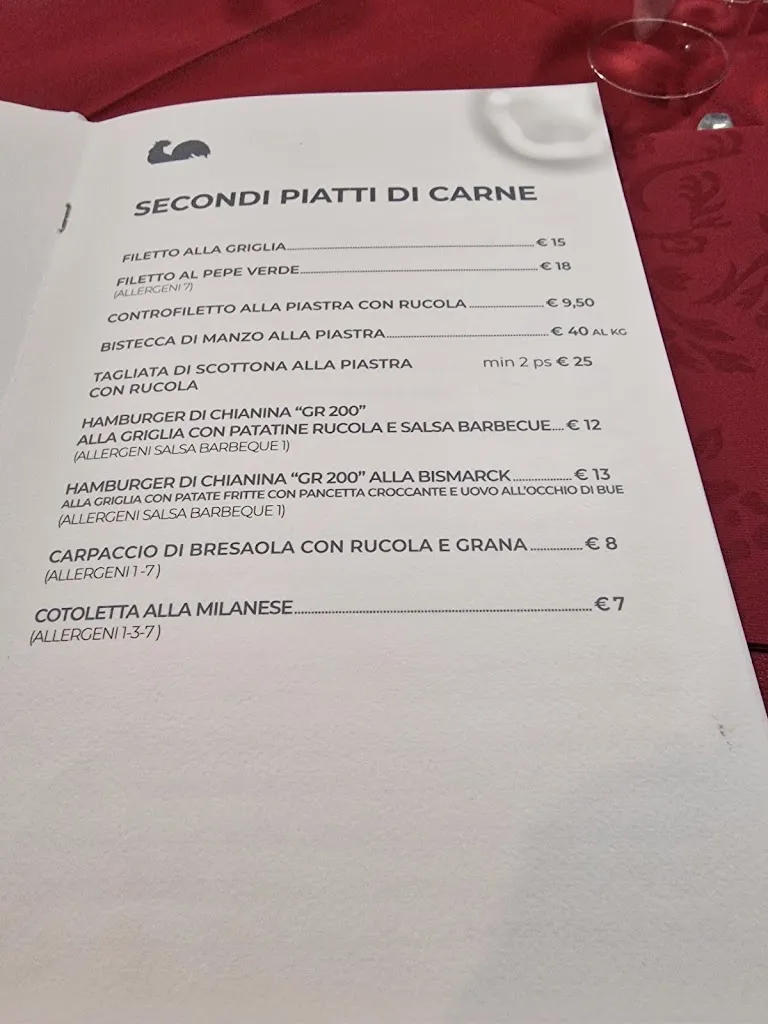 SECONDI PIATTI DI CARNE
FILETTO ALLA GRIGLIA € 15
FILETTO AL PEPE VERDE € 18
(ALLERGENI 7)
CONTROFILETTO ALLA PIASTRA CON RUCOLA € 9,50
BISTECCA DI MANZO ALLA PIASTRA € 40 AL KG
TAGLIATA DI SCOTTONA ALLA PIASTRA min 2 ps € 25
CON RUCOLA
HAMBURGER DI CHIANINA “GR 200”
ALLA GRIGLIA CON PATATINE RUCOLA E SALSA BARBECUE.... € 12
(ALLERGENI SALSA BARBEQUE 1)
HAMBURGER DI CHIANINA “GR 200” ALLA BISMARCK € 13
ALLA GRIGLIA CON PATATE FRITTE CON PANCETTA CROCCANTE E UOVO ALL'OCCHIO DI BUE
(ALLERGENI SALSA BARBEQUE 1)
CARPACCIO DI BRESAOLA CON RUCOLA E GRANA € 8
(ALLERGENI 1-7)
COTOLETTA ALLA MILANESE € 7
(ALLERGENI 1-3-7)